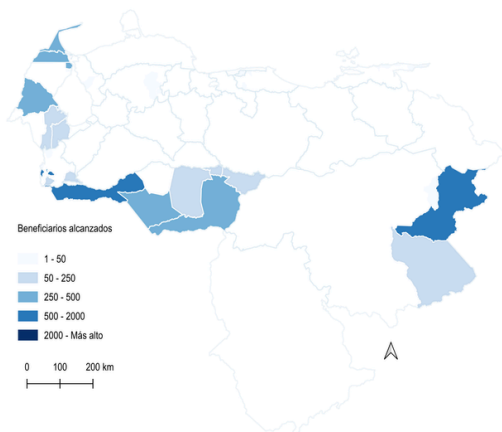 Beneficiarios alcanzados
1 - 50
50 - 250
250 - 500
500 - 2000
2000 - Más alto
0 100 200 km